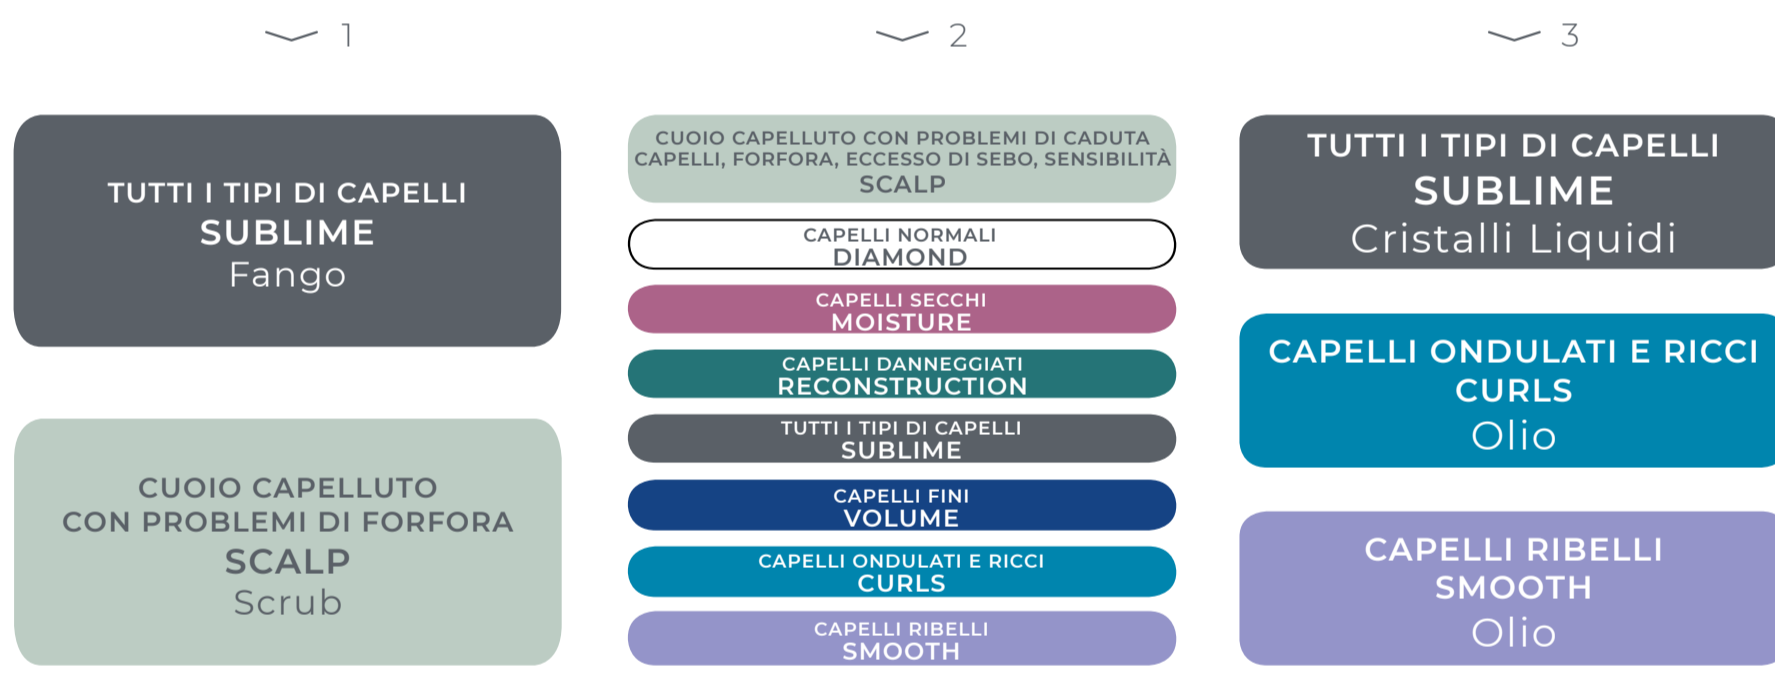 1
TUTTI I TIPI DI CAPELLI
SUBLIME
Fango
CUOIO CAPELLUTO
CON PROBLEMI DI FORFORA
SCALP
Scrub
2
CUOIO CAPELLUTO CON PROBLEMI DI CADUTA
CAPELLI, FORFORA, ECCESSO DI SEBO, SENSIBILITÀ
SCALP
CAPELLI NORMALI
DIAMOND
CAPELLI SECCHI
MOISTURE
CAPELLI DANNEGGIATI
RECONSTRUCTION
TUTTI I TIPI DI CAPELLI
SUBLIME
CAPELLI FINI
VOLUME
CAPELLI ONDULATI E RICCI
CURLS
CAPELLI RIBELLI
SMOOTH
3
TUTTI I TIPI DI CAPELLI
SUBLIME
Cristalli Liquidi
CAPELLI ONDULATI E RICCI
CURLS
Olio
CAPELLI RIBELLI
SMOOTH
Olio